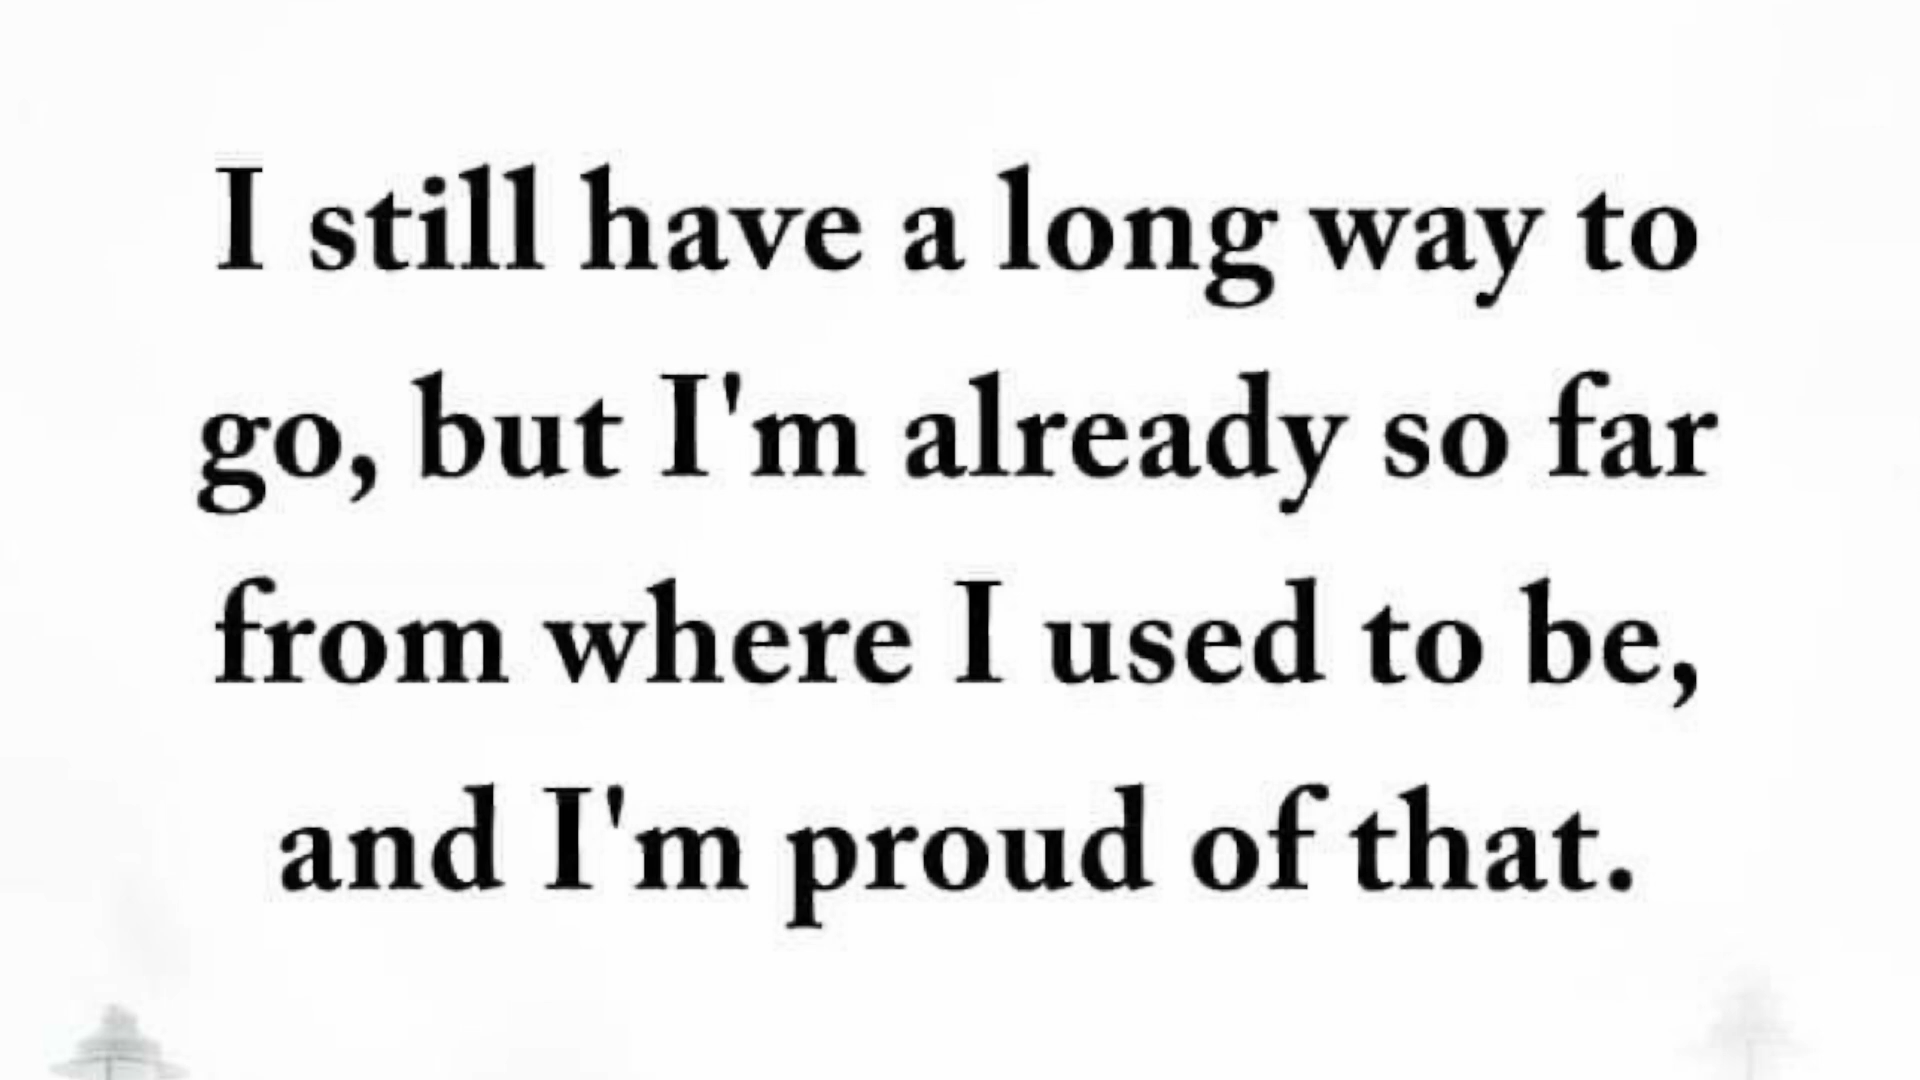 I still have a long way to
go, but I'm already so far
from where I used to be,
and I'm proud of that.